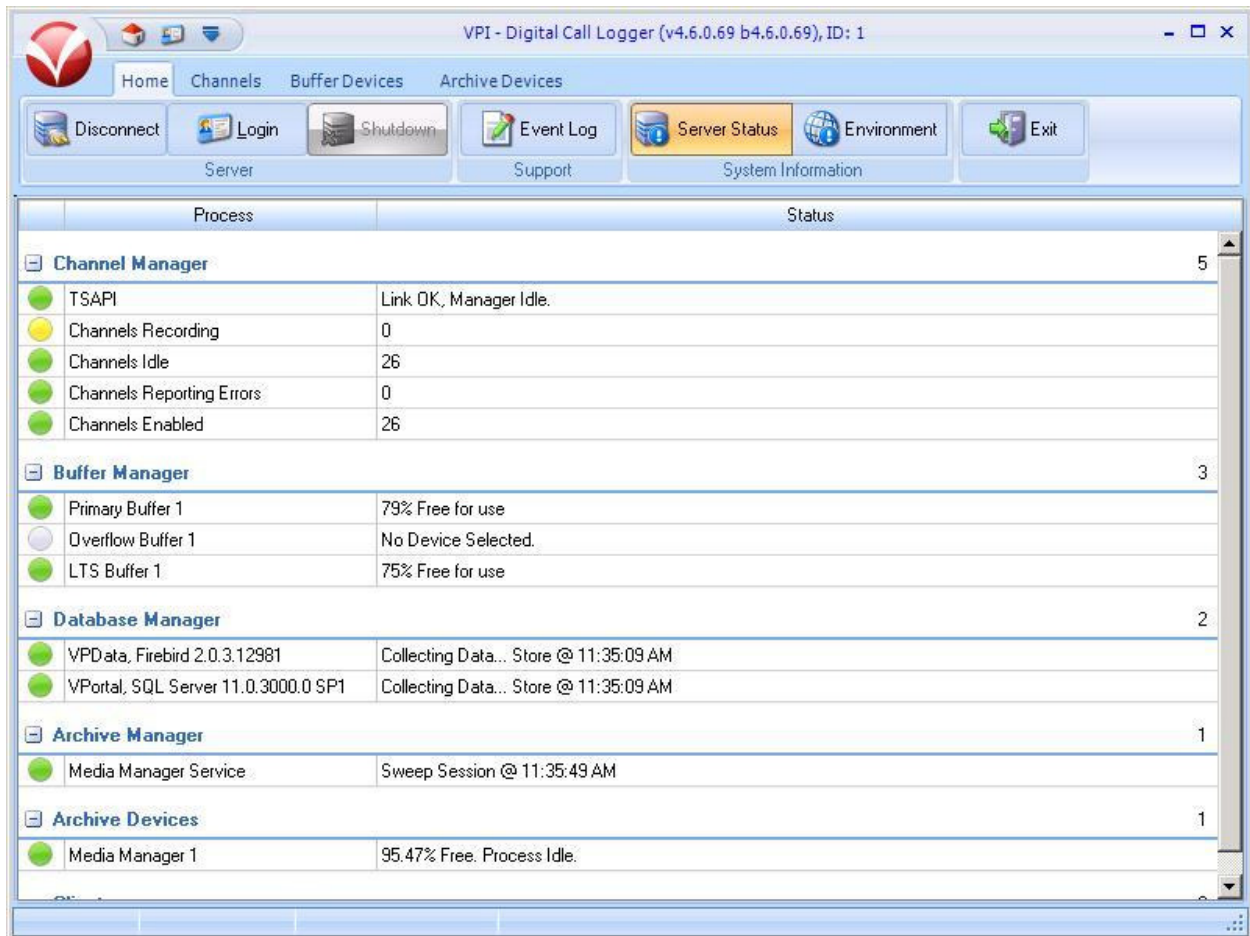 VPI - Digital Call Logger (v4.6.0.69 b4.6.0.69), ID: 1
Home Channels Buffer Devices Archive Devices
Disconnect Login Shutdown Event Log Server Status Environment Exit
Server Support System Information
Process Status
Channel Manager 5
TSAPI Link OK, Manager Idle.
Channels Recording 0
Channels Idle 26
Channels Reporting Errors 0
Channels Enabled 26
Buffer Manager 3
Primary Buffer 1 79% Free for use
Overflow Buffer 1 No Device Selected.
LTS Buffer 1 75% Free for use
Database Manager 2
VPData, Firebird 2.0.3.12981 Collecting Data... Store @ 11:35:09 AM
VPortal, SQL Server 11.0.3000.0 SP1 Collecting Data... Store @ 11:35:09 AM
Archive Manager 1
Media Manager Service Sweep Session @ 11:35:49 AM
Archive Devices 1
Media Manager 1 95.47% Free. Process Idle.